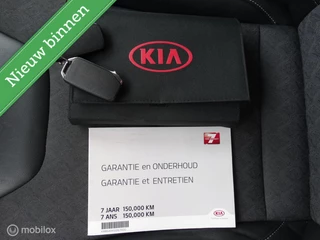 Nieuw binnen
KIA
7
GARANTIE en ONDERHOUD
GARANTIE et ENTRETIEN
7 JAAR 150,000 KM
7 ANS 150,000 KM
KIA
mobilox